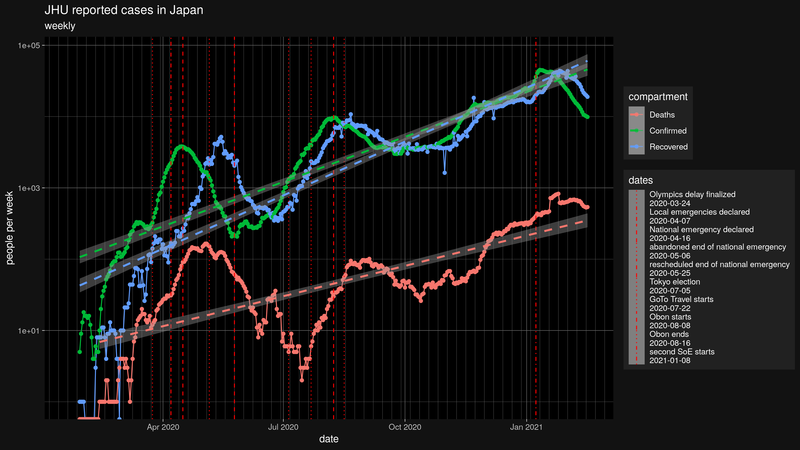 JHU reported cases in Japan
weekly
1e+05
1e+03
1e+01
people per week
Apr 2020
Jul 2020
Oct 2020
Jan 2021
date
compartment
Deaths
Confirmed
Recovered
dates
Olympics delay finalized
2020-03-24
Local emergencies declared
2020-04-07
National emergency declared
2020-04-16
abandoned end of national emergency
2020-05-06
rescheduled end of national emergency
2020-05-25
Tokyo election
2020-07-05
GoTo Travel starts
2020-07-22
Obon starts
2020-08-08
Obon ends
2020-08-16
second SoE starts
2021-01-08